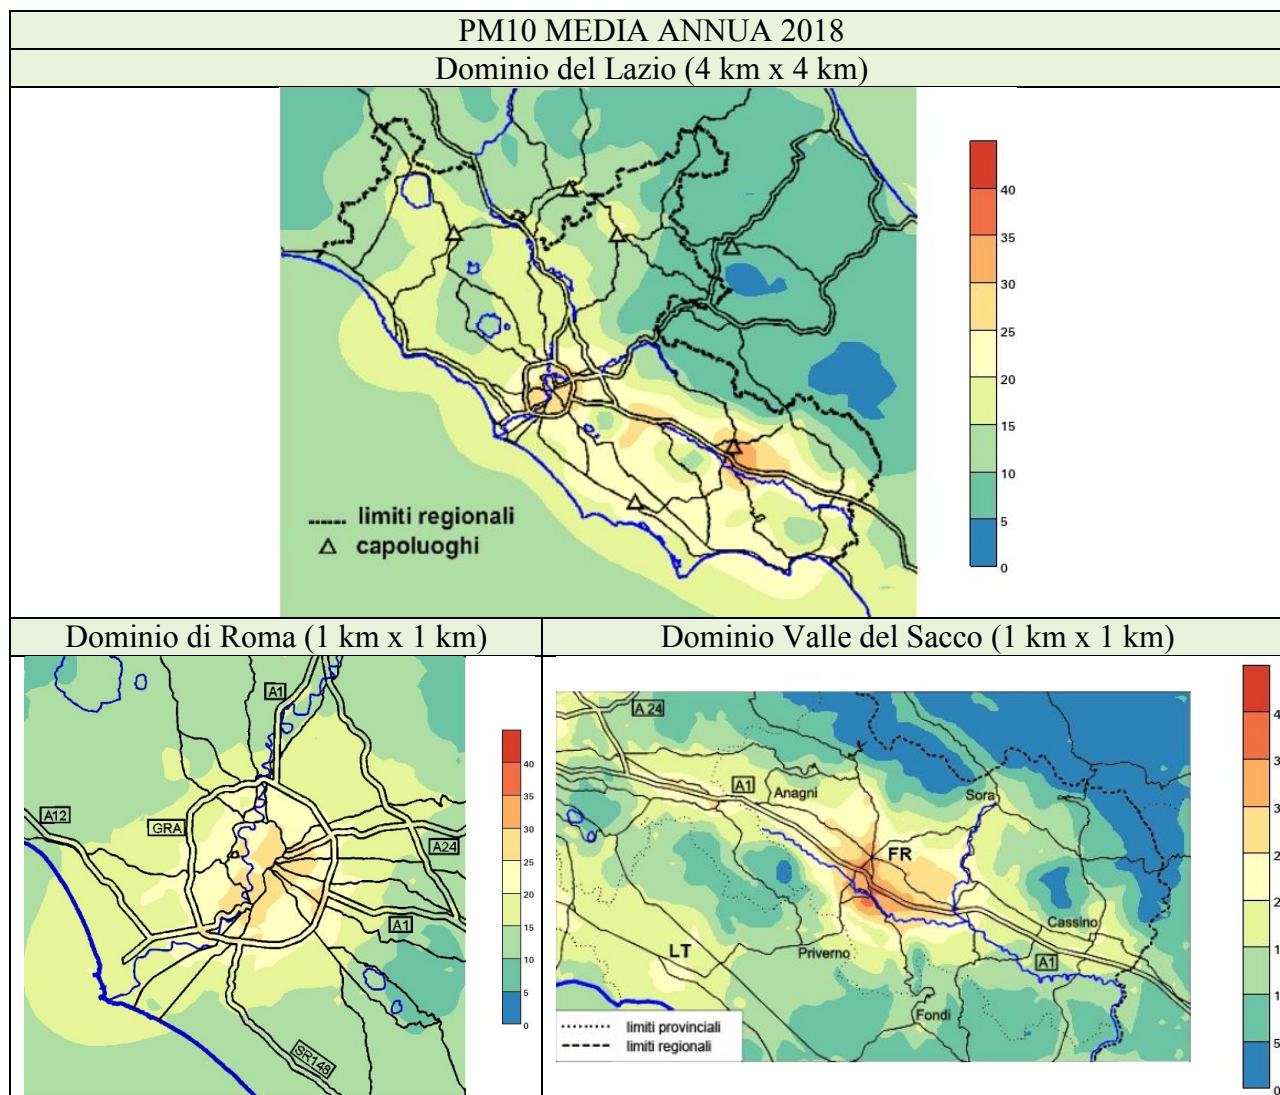 PM10 MEDIA ANNUA 2018
Dominio del Lazio (4 km x 4 km)
40
35
30
25
20
15
10
5
0
limiti regionali
capoluoghi
Dominio di Roma (1 km x 1 km)
Dominio Valle del Sacco (1 km x 1 km)
A1
A12
GRA
A24
A1
SR148
40
35
30
25
20
15
10
5
0
A 24
A1
Anagni
Sora
FR
Cassino
LT
Priverno
A1
Fondi
limiti provinciali
limiti regionali
4
3
3
2
2
1
1
5
0